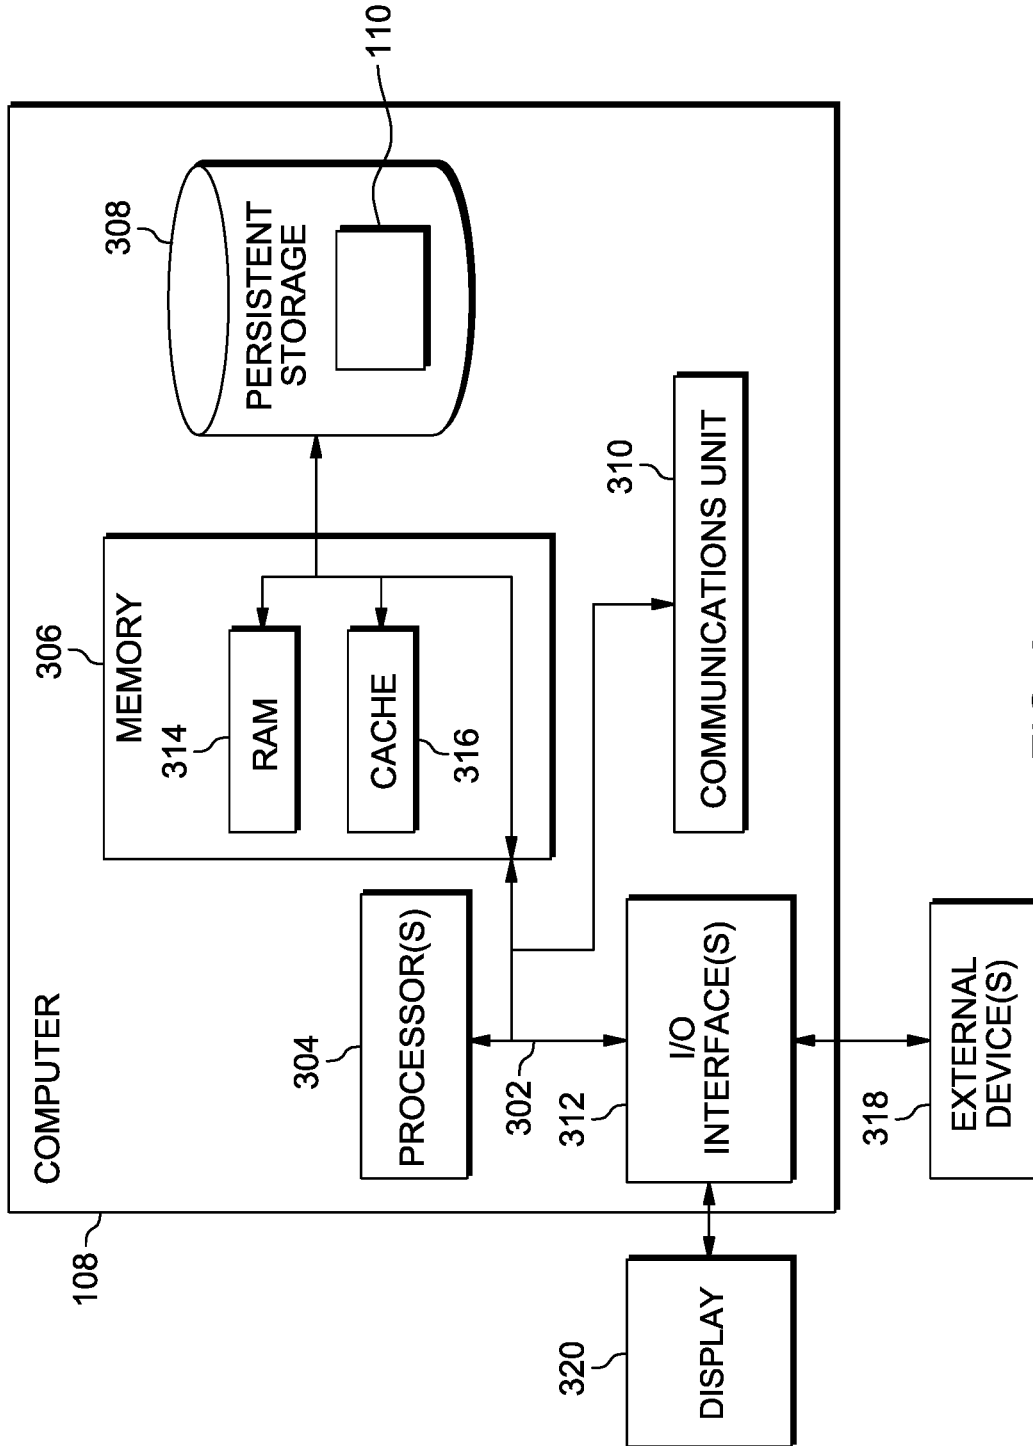 108
COMPUTER
306
308
MEMORY
314
RAM
PERSISTENT
STORAGE
110
304
PROCESSOR(S)
CACHE
316
302
320
312
310
DISPLAY
I/O
INTERFACE(S)
COMMUNICATIONS UNIT
318
EXTERNAL
DEVICE(S)